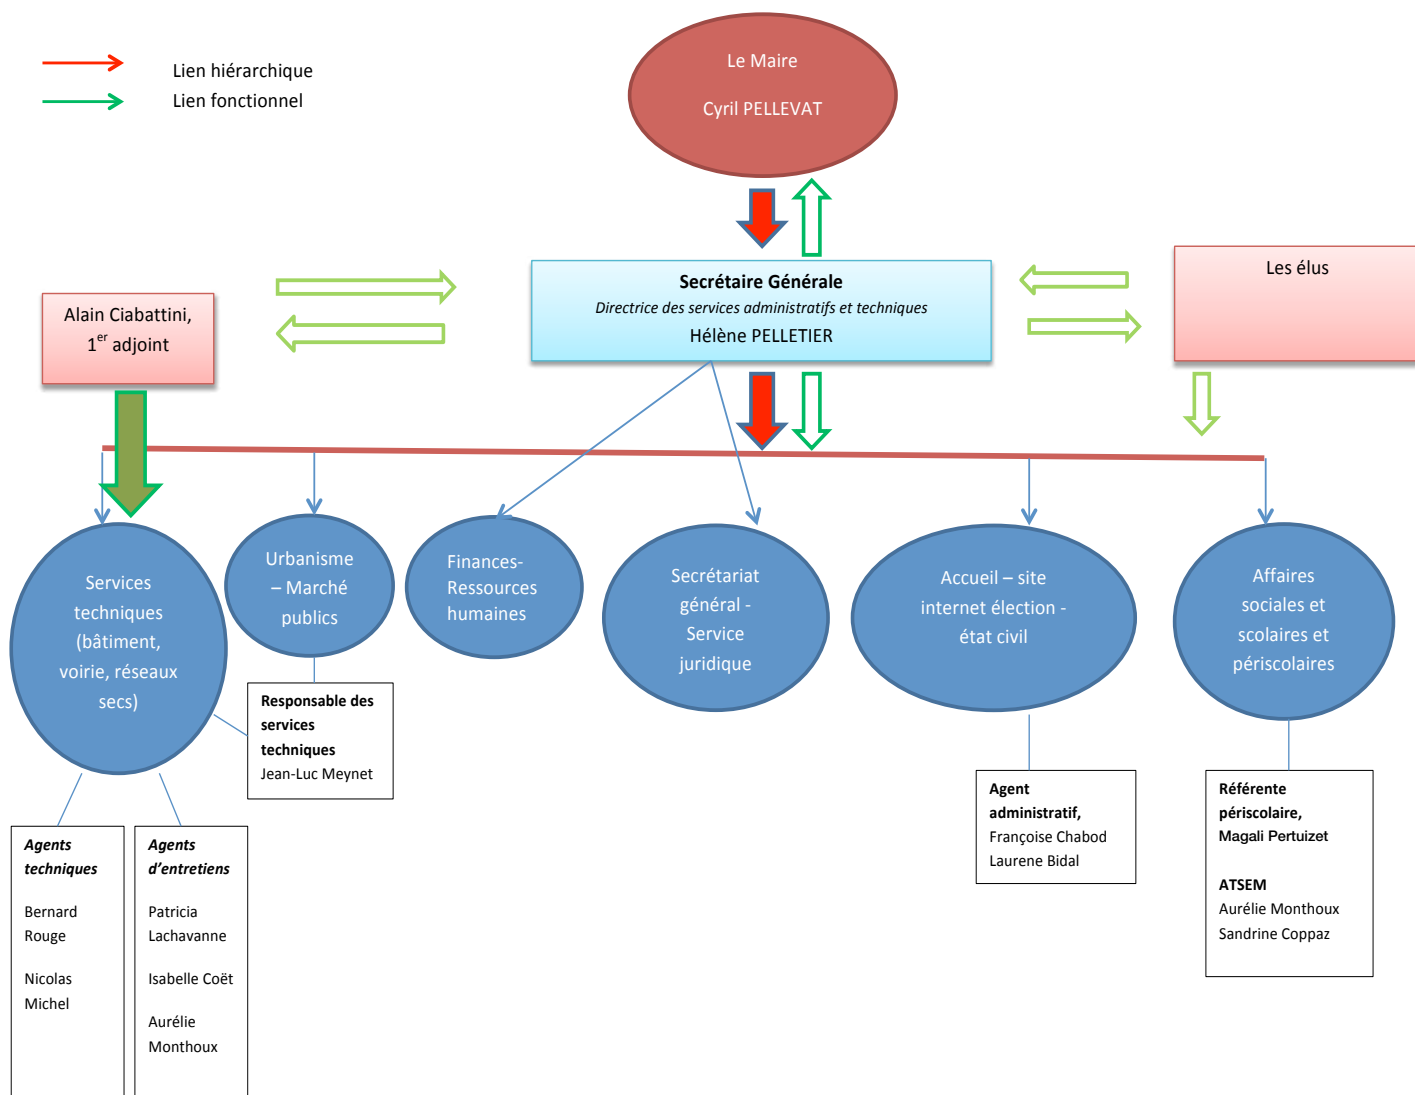 Lien hiérarchique
Lien fonctionnel
Le Maire
Cyril PELLEVAT
Secrétaire Générale
Directrice des services administratifs et techniques
Hélène PELLETIER
Les élus
Alain Ciabattini,
1er adjoint
Services
techniques
(bâtiment,
voirie, réseaux
secs)
Urbanisme
– Marché
publics
Finances-
Ressources
humaines
Secrétariat
général -
Service
juridique
Accueil – site
internet élection -
état civil
Affaires
sociales et
scolaires et
périscolaires
Responsable des
services
techniques
Jean-Luc Meynet
Agents
techniques
Bernard
Rouge
Nicolas
Michel
Agents
d’entretiens
Patricia
Lachavanne
Isabelle Coët
Aurélie
Monthoux
Agent
administratif,
Françoise Chabod
Laurene Bidal
Référente
périscolaire,
Magali Pertuizet
ATSEM
Aurélie Monthoux
Sandrine Coppaz